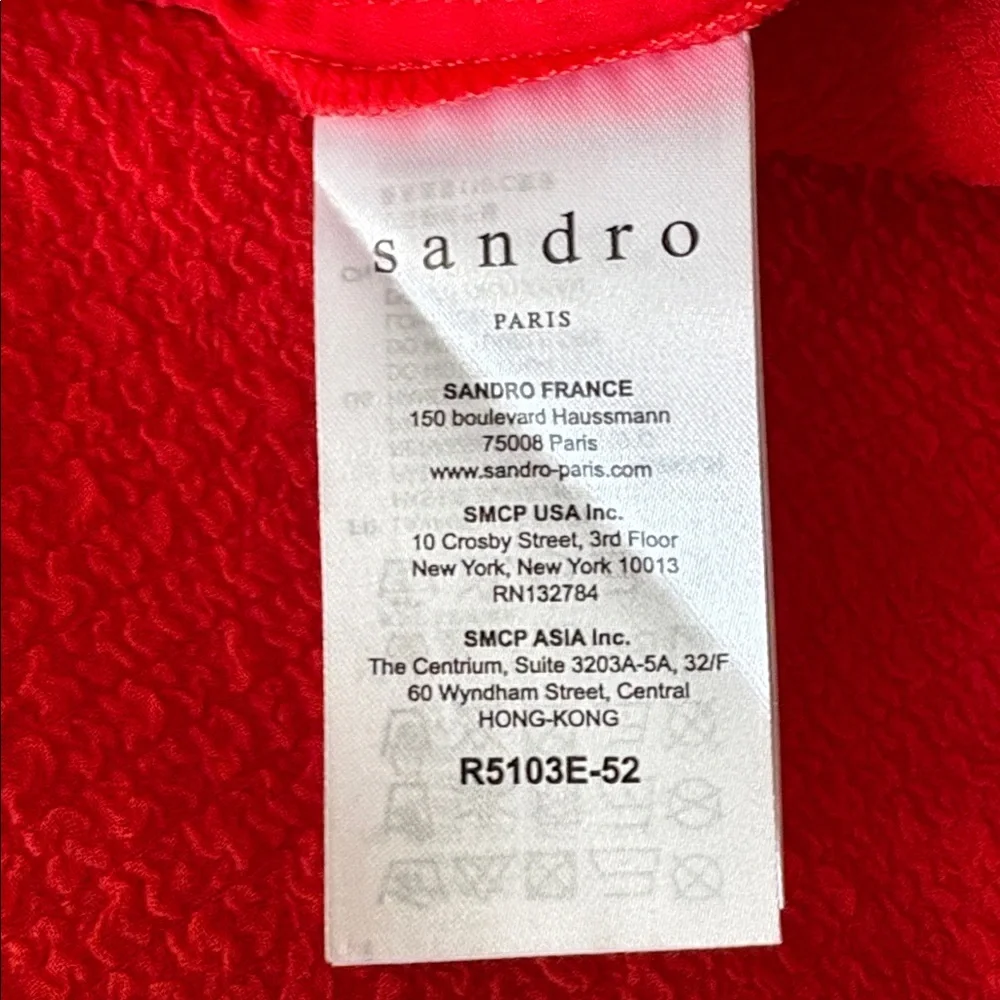 sandro
PARIS
SANDRO FRANCE
150 boulevard Haussmann
75008 Paris
www.sandro-paris.com
SMCP USA Inc.
10 Crosby Street, 3rd Floor
New York, New York 10013
RN132784
SMCP ASIA Inc.
The Centrium, Suite 3203A-5A, 32/F
60 Wyndham Street, Central
HONG-KONG
R5103E-52